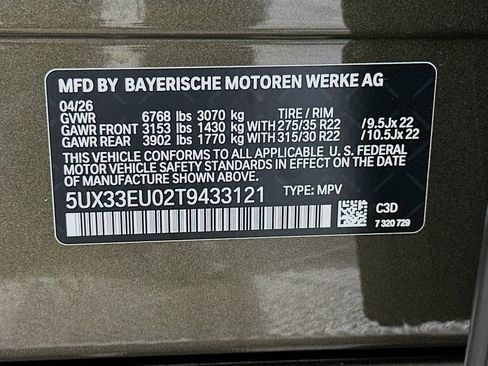 MFD BY BAYERISCHE MOTOREN WERKE AG
04/26
GVWR 6768 lbs 3070 kg TIRE / RIM
GAWR FRONT 3153 lbs 1430 kg WITH 275/35 R22 /9.5Jx 22
GAWR REAR 3902 lbs 1770 kg WITH 315/30 R22 /10.5Jx 22
THIS VEHICLE CONFORMS TO ALL APPLICABLE U. S. FEDERAL
MOTOR VEHICLE SAFETY STANDARDS IN EFFECT ON THE DATE
OF MANUFACTURE SHOWN ABOVE.
5UX33EU02T9433121 TYPE: MPV
C3D
7 320 729